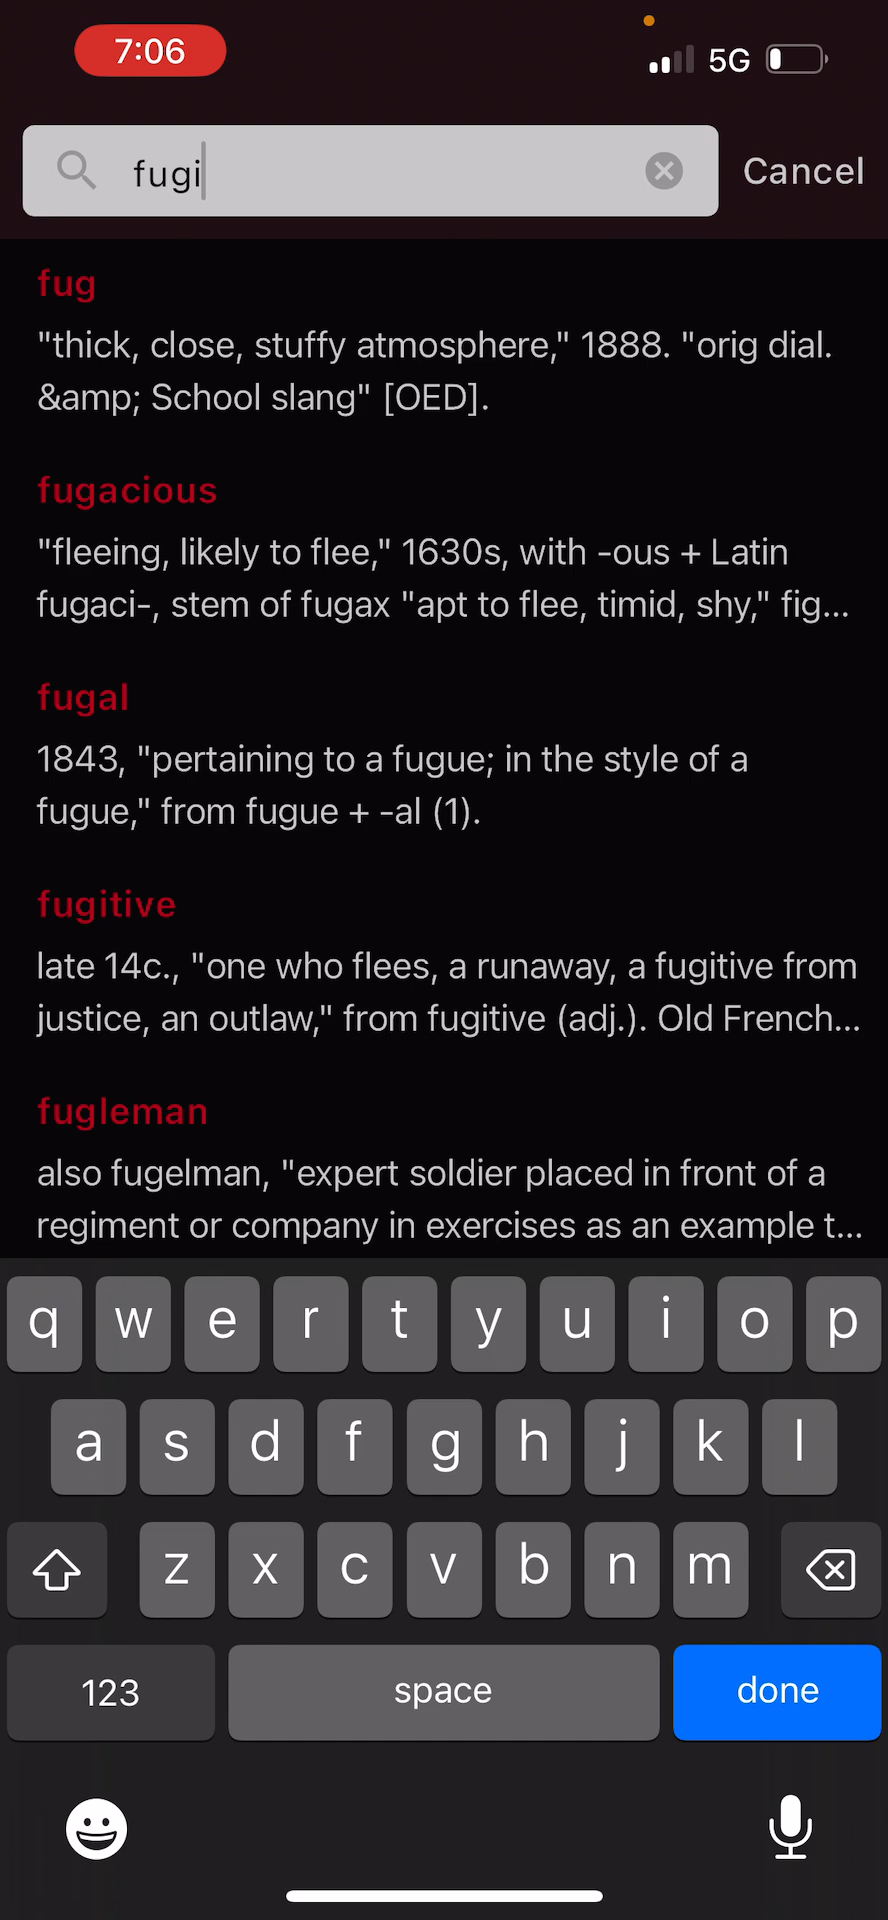 7:06 5G
fugi Cancel
fug
"thick, close, stuffy atmosphere," 1888. "orig dial.
&amp; School slang" [OED].
fugacious
"fleeing, likely to flee," 1630s, with -ous + Latin
fugaci-, stem of fugax "apt to flee, timid, shy," fig...
fugal
1843, "pertaining to a fugue; in the style of a
fugue," from fugue + -al (1).
fugitive
late 14c., "one who flees, a runaway, a fugitive from
justice, an outlaw," from fugitive (adj.). Old French...
fugleman
also fugelman, "expert soldier placed in front of a
regiment or company in exercises as an example t...
q w e r t y u i o p
a s d f g h j k l
z x c v b n m
123 space done